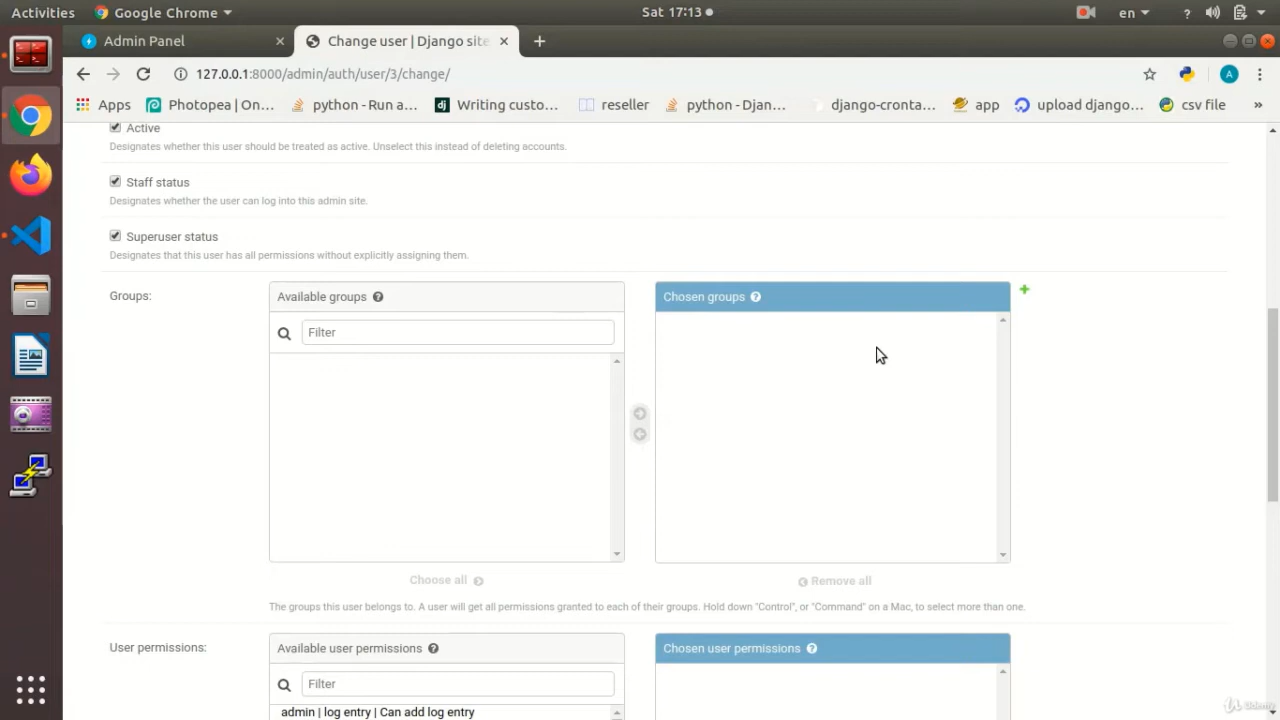 Activities
Google Chrome
Sat 17:13
en
Admin Panel
Change user | Django site
127.0.0.1:8000/admin/auth/user/3/change/
A
Apps
Photopea | On...
python - Run a...
Writing custo...
reseller
python - Djan...
django-cronta...
app
upload django...
csv file
»
Active
Designates whether this user should be treated as active. Unselect this instead of deleting accounts.
Staff status
Designates whether the user can log into this admin site.
Superuser status
Designates that this user has all permissions without explicitly assigning them.
Groups:
Available groups
Chosen groups
Filter
Choose all
Remove all
The groups this user belongs to. A user will get all permissions granted to each of their groups. Hold down "Control", or "Command" on a Mac, to select more than one.
User permissions:
Available user permissions
Chosen user permissions
Filter
admin | log entry | Can add log entry
Udemy